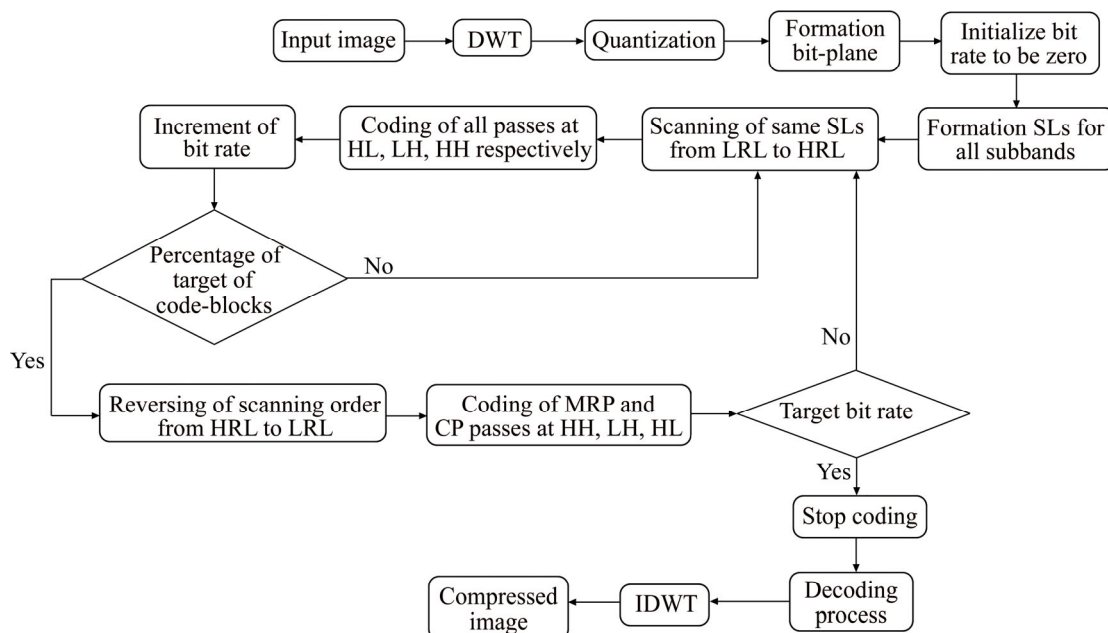 Input image
DWT
Quantization
Formation
bit-plane
Initialize bit
rate to be zero
Formation SLs for
all subbands
Scanning of same SLs
from LRL to HRL
Coding of all passes at
HL, LH, HH respectively
Increment of
bit rate
Percentage of
target of
code-blocks
No
Yes
Reversing of scanning order
from HRL to LRL
Coding of MRP and
CP passes at HH, LH, HL
Target bit rate
No
Yes
Stop coding
Decoding
process
IDWT
Compressed
image